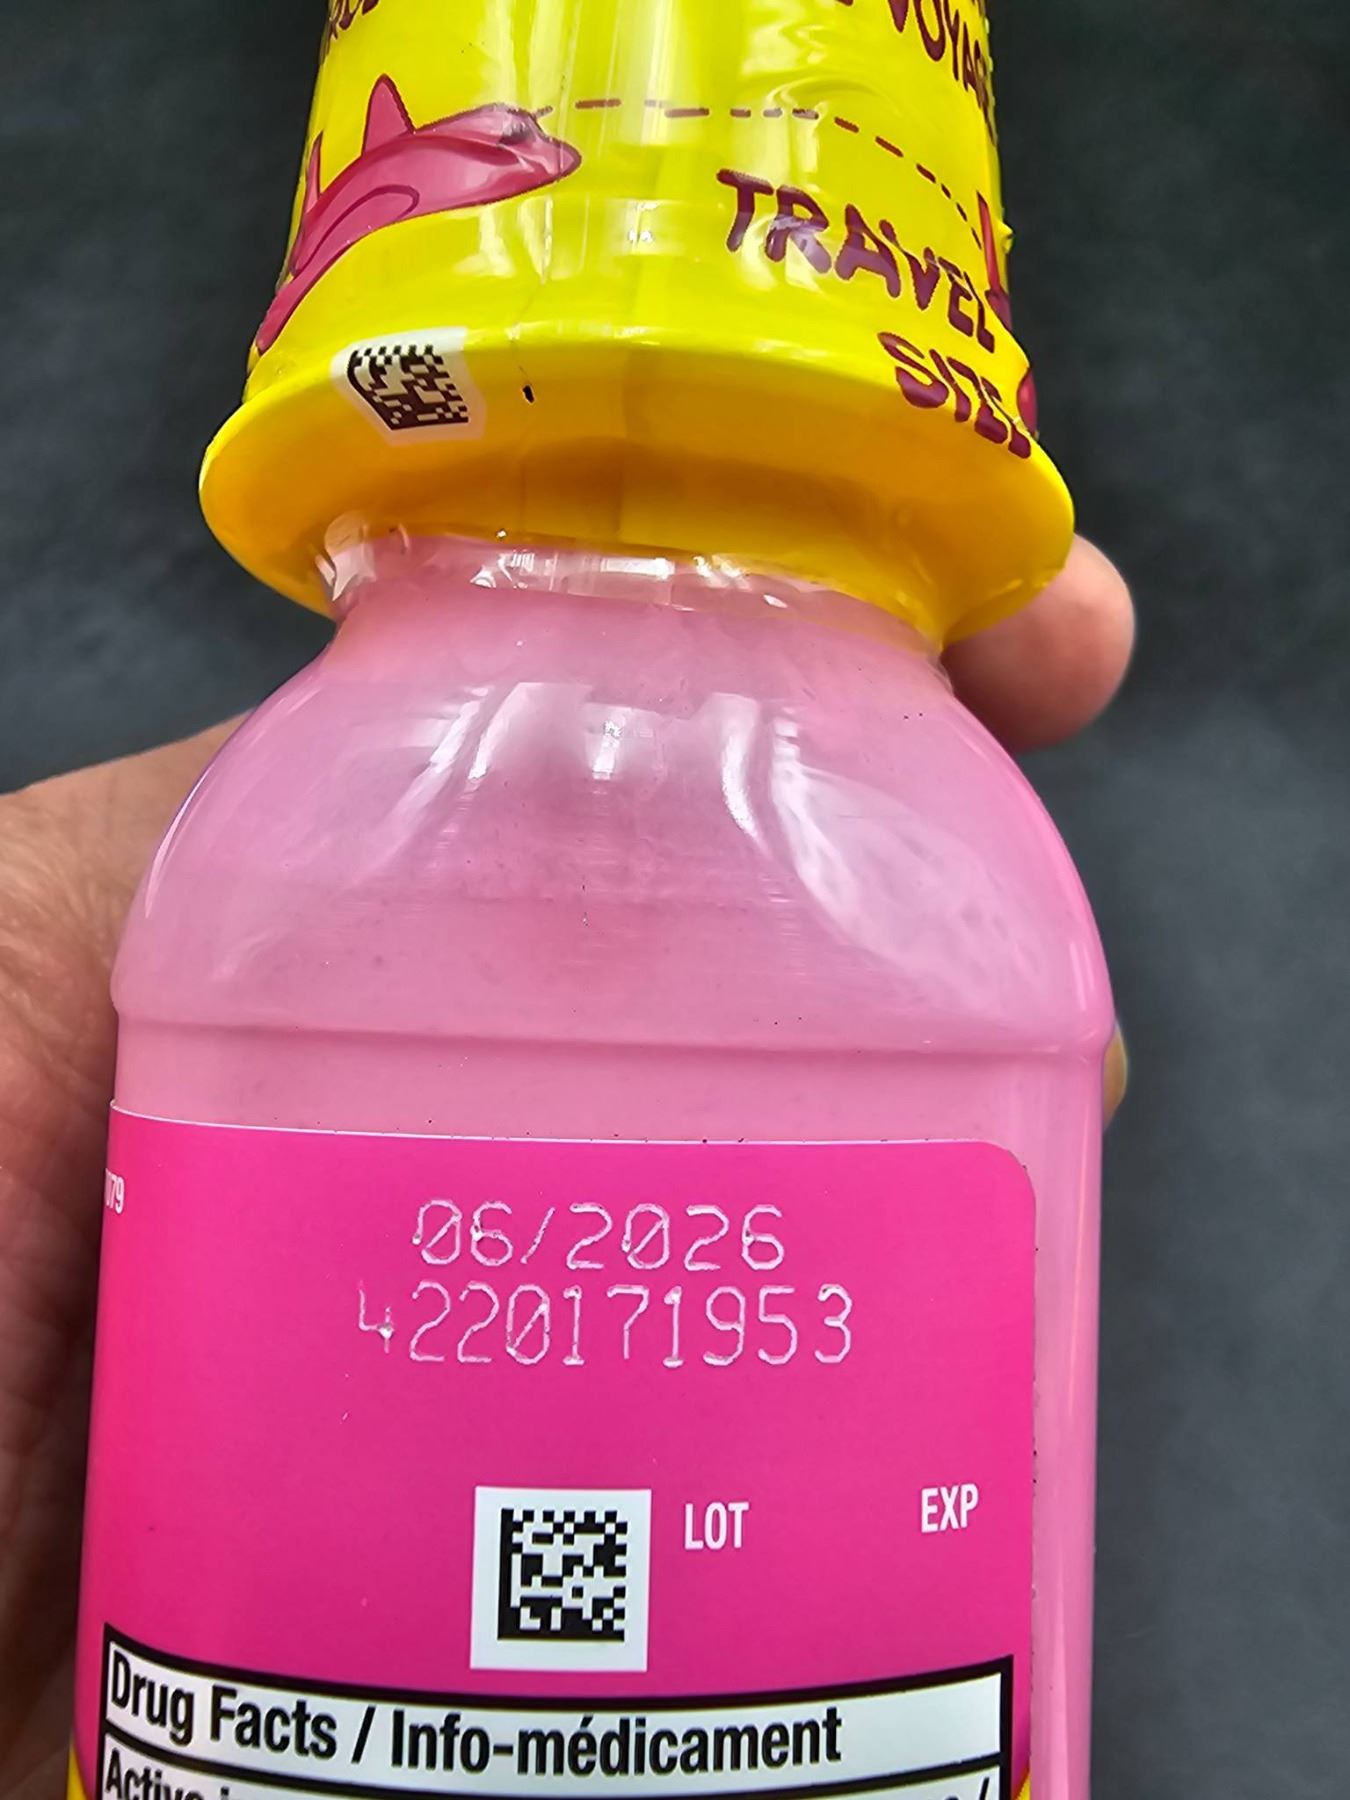 TRAVEL
SIZE
06/2026
4220171953
LOT EXP
Drug Facts / Info-médicament